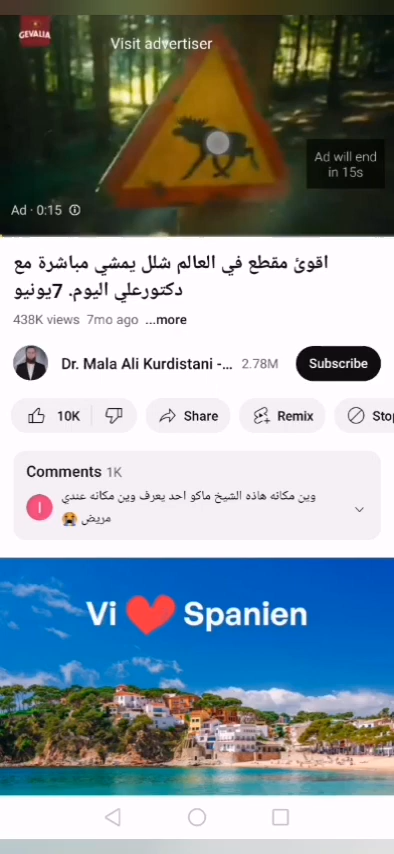 GEVALIA
Visit advertiser
Ad will end
in 15s
Ad · 0:15
اقوئ مقطع في العالم شلل يمشي مباشرة مع
دكتورعلي اليوم. 7يونيو
438K views 7mo ago ...more
Dr. Mala Ali Kurdistani -... 2.78M Subscribe
10K Share Remix Stop
Comments 1K
I وين مكانه هاذه الشيخ ماكو احد يعرف وين مكانه عندي
مريض 😭
Vi ❤️ Spanien